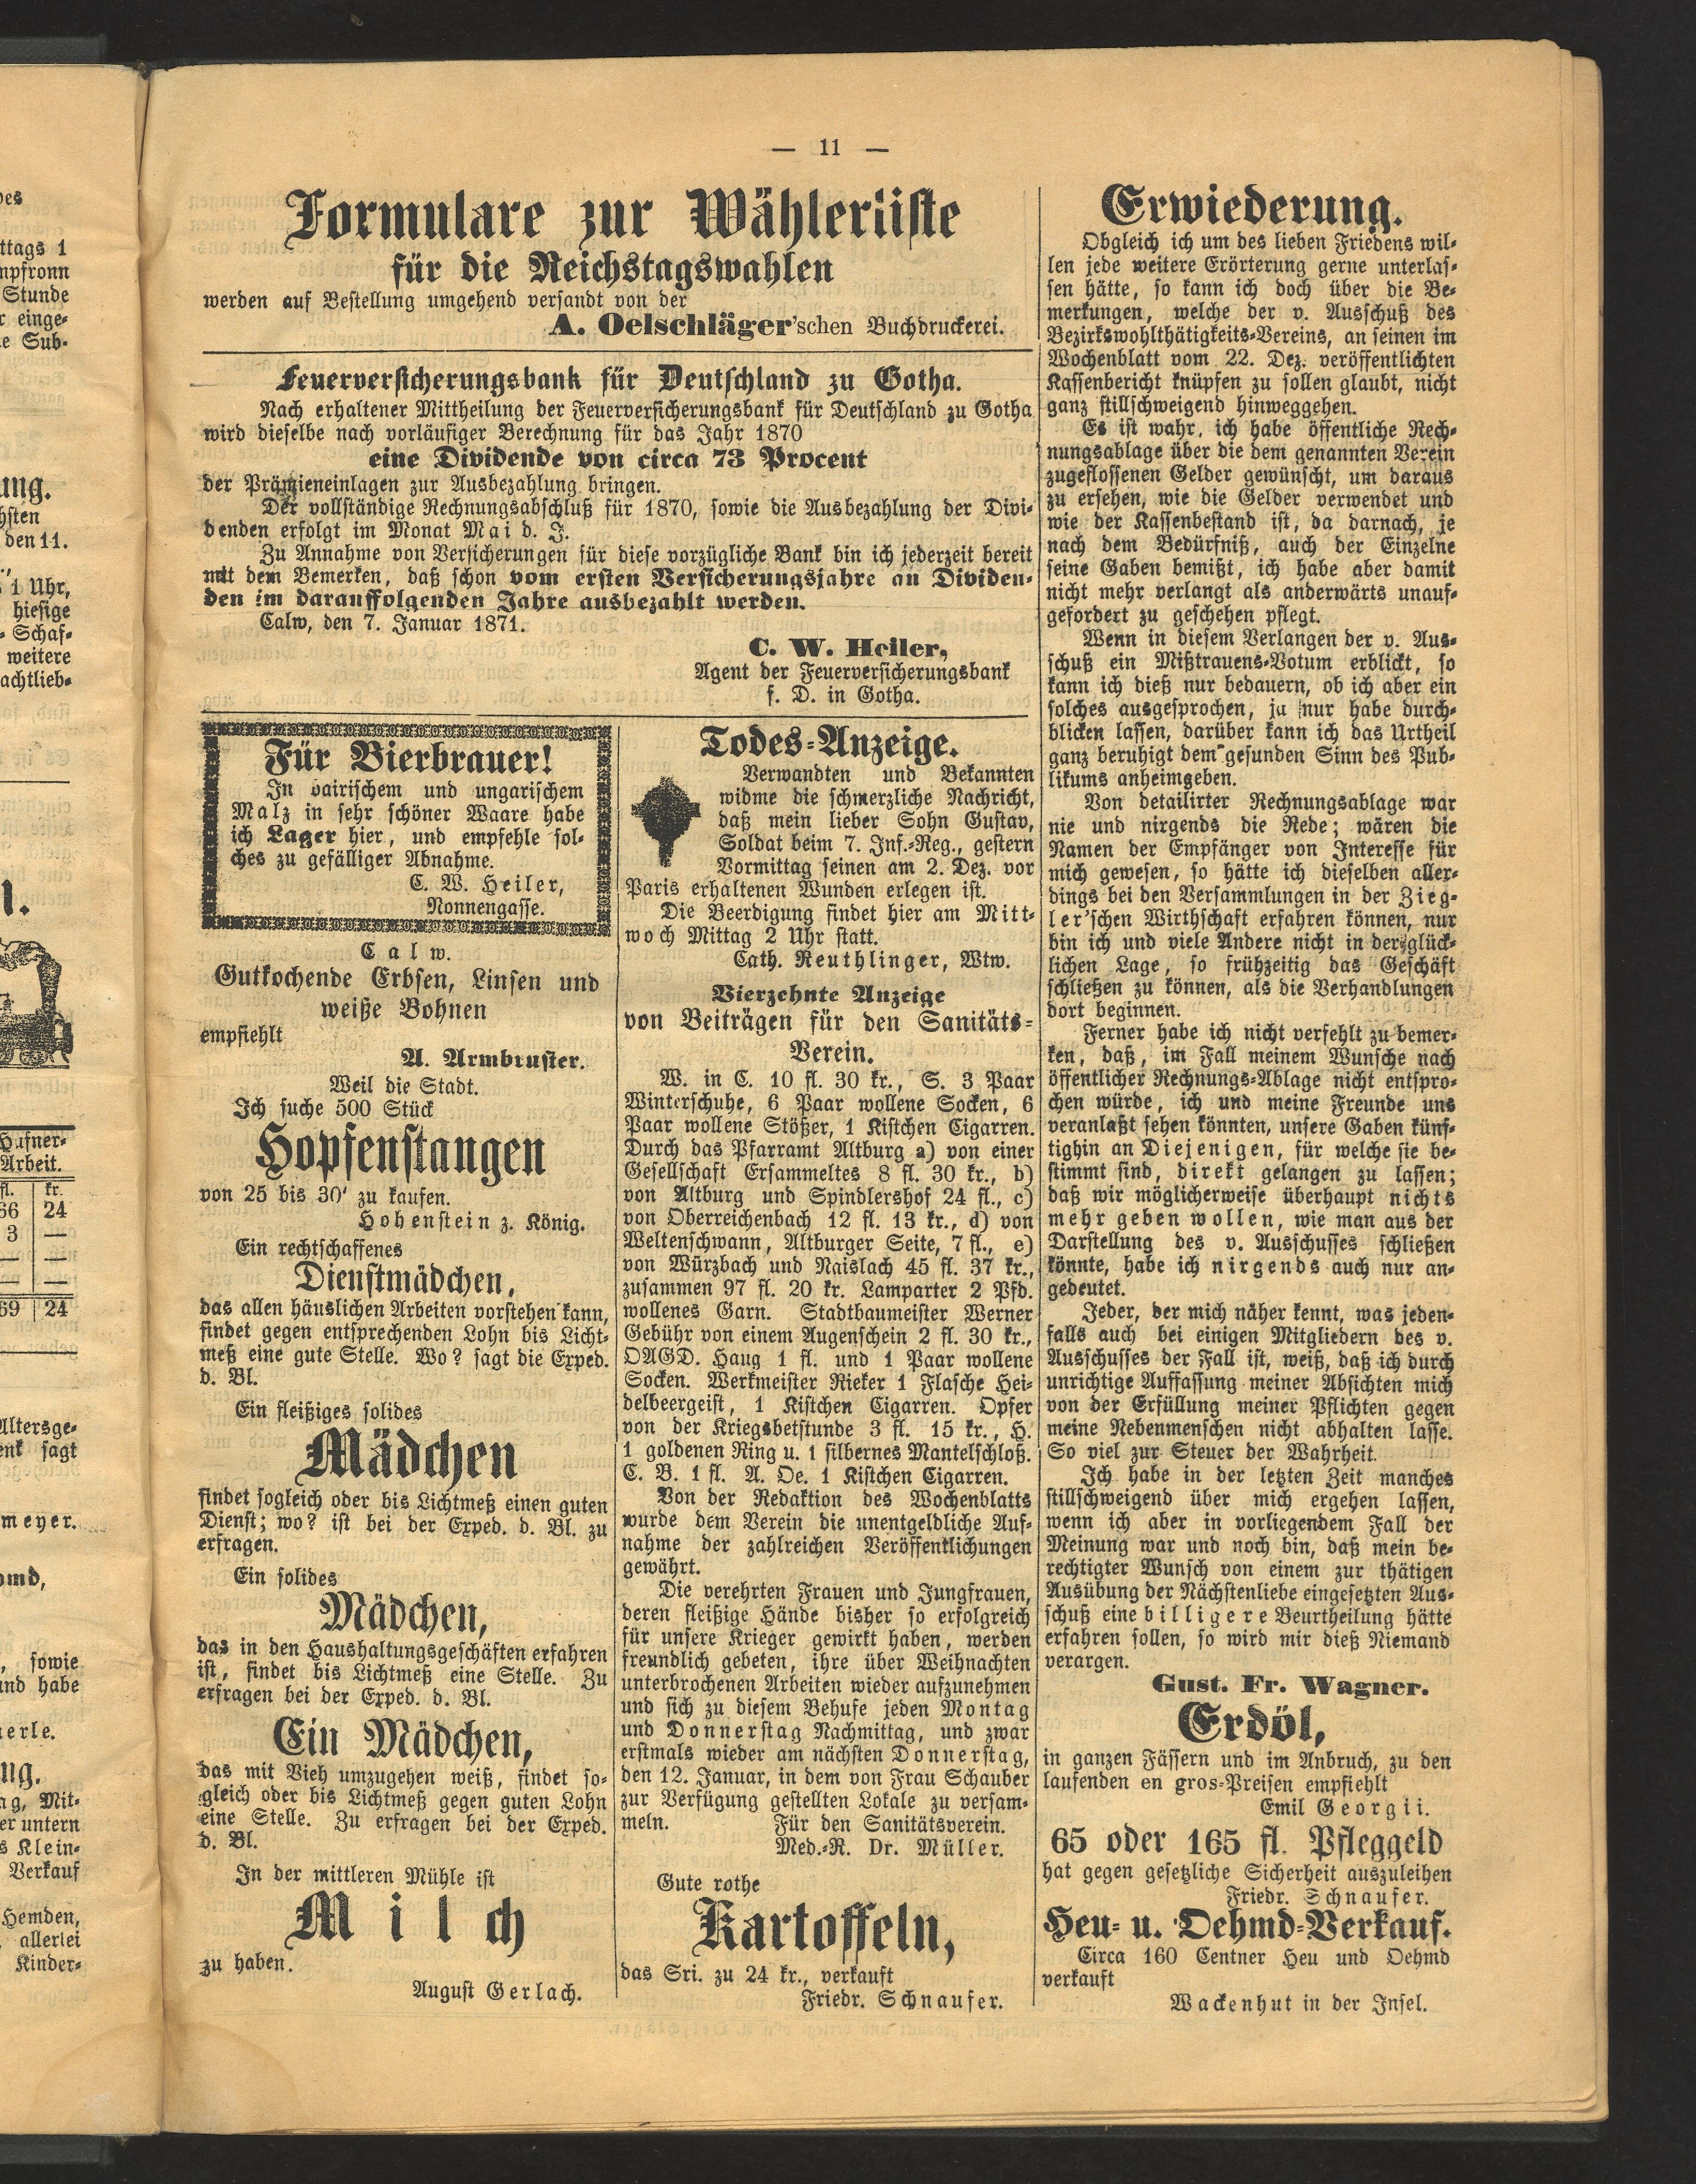 — 11 —
Formulare zur Wählerliste
für die Reichstagswahlen
werden auf Bestellung umgehend versandt von der
A. Oelschläger'schen Buchdruckerei.
Feuerversicherungsbank für Deutschland zu Gotha.
Nach erhaltener Mittheilung der Feuerversicherungsbank für Deutschland zu Gotha
wird dieselbe nach vorläufiger Berechnung für das Jahr 1870
eine Dividende von circa 73 Procent
der Prämieneinlagen zur Ausbezahlung bringen.
Der vollständige Rechnungsabschluß für 1870, sowie die Ausbezahlung der Divi-
denden erfolgt im Monat Mai d. J.
Zu Annahme von Versicherungen für diese vorzügliche Bank bin ich jederzeit bereit
mit dem Bemerken, daß schon vom ersten Versicherungsjahre an Dividen-
den im darauffolgenden Jahre ausbezahlt werden.
Calw, den 7. Januar 1871.
C. W. Heiler,
Agent der Feuerversicherungsbank
f. D. in Gotha.
Für Bierbrauer!
In bairischem und ungarischem
Malz in sehr schöner Waare habe
ich Lager hier, und empfehle sol-
ches zu gefälliger Abnahme.
C. W. Heiler,
Nonnengasse.
Calw.
Gutkochende Erbsen, Linsen und
weiße Bohnen
empfiehlt
A. Armbruster.
Weil die Stadt.
Ich suche 500 Stück
Hopfenstangen
von 25 bis 30' zu kaufen.
Hohenstein z. König.
Ein rechtschaffenes
Dienstmädchen,
das allen häuslichen Arbeiten vorstehen kann,
findet gegen entsprechenden Lohn bis Licht-
meß eine gute Stelle. Wo? sagt die Exped.
d. Bl.
Ein fleißiges solides
Mädchen
findet sogleich oder bis Lichtmeß einen guten
Dienst; wo? ist bei der Exped. d. Bl. zu
erfragen.
Ein solides
Mädchen,
das in den Haushaltungsgeschäften erfahren
ist, findet bis Lichtmeß eine Stelle. Zu
erfragen bei der Exped. d. Bl.
Ein Mädchen,
das mit Vieh umzugehen weiß, findet so-
gleich oder bis Lichtmeß gegen guten Lohn
eine Stelle. Zu erfragen bei der Exped.
d. Bl.
In der mittleren Mühle ist
Milch
zu haben.
August Gerlach.
Todes-Anzeige.
Verwandten und Bekannten
widme die schmerzliche Nachricht,
daß mein lieber Sohn Gustav,
Soldat beim 7. Inf.-Reg., gestern
Vormittag seinen am 2. Dez. vor
Paris erhaltenen Wunden erlegen ist.
Die Beerdigung findet hier am Mitt-
woch Mittag 2 Uhr statt.
Cath. Reuthlinger, Wtw.
Vierzehnte Anzeige
von Beiträgen für den Sanitäts-
Verein.
W. in C. 10 fl. 30 kr., S. 3 Paar
Winterschuhe, 6 Paar wollene Socken, 6
Paar wollene Stößer, 1 Kistchen Cigarren.
Durch das Pfarramt Altburg a) von einer
Gesellschaft Ersammeltes 8 fl. 30 kr., b)
von Altburg und Spindlershof 24 fl., c)
von Oberreichenbach 12 fl. 13 kr., d) von
Weltenschwann, Altburger Seite, 7 fl., e)
von Würzbach und Naislach 45 fl. 37 kr.,
zusammen 97 fl. 20 kr. Lamparter 2 Pfd.
wollenes Garn. Stadtbaumeister Werner
Gebühr von einem Augenschein 2 fl. 30 kr.,
OAGD. Haug 1 fl. und 1 Paar wollene
Socken. Werkmeister Rieker 1 Flasche Hei-
delbeergeist, 1 Kistchen Cigarren. Opfer
von der Kriegsbetstunde 3 fl. 15 kr., H.
1 goldenen Ring u. 1 silbernes Mantelschloß.
C. B. 1 fl. A. Oe. 1 Kistchen Cigarren.
Von der Redaktion des Wochenblatts
wurde dem Verein die unentgeldliche Auf-
nahme der zahlreichen Veröffentlichungen
gewährt.
Die verehrten Frauen und Jungfrauen,
deren fleißige Hände bisher so erfolgreich
für unsere Krieger gewirkt haben, werden
freundlich gebeten, ihre über Weihnachten
unterbrochenen Arbeiten wieder aufzunehmen
und sich zu diesem Behufe jeden Montag
und Donnerstag Nachmittag, und zwar
erstmals wieder am nächsten Donnerstag,
den 12. Januar, in dem von Frau Schauber
zur Verfügung gestellten Lokale zu versam-
meln. Für den Sanitätsverein.
Med.-R. Dr. Müller.
Gute rothe
Kartoffeln,
das Sri. zu 24 kr., verkauft
Friedr. Schnaufer.
Erwiederung.
Obgleich ich um des lieben Friedens wil-
len jede weitere Erörterung gerne unterlas-
sen hätte, so kann ich doch über die Be-
merkungen, welche der v. Ausschuß des
Bezirkswohlthätigkeits-Vereins, an seinen im
Wochenblatt vom 22. Dez. veröffentlichten
Kassenbericht knüpfen zu sollen glaubt, nicht
ganz stillschweigend hinweggehen.
Es ist wahr, ich habe öffentliche Rech-
nungsablage über die dem genannten Verein
zugeflossenen Gelder gewünscht, um daraus
zu ersehen, wie die Gelder verwendet und
wie der Kassenbestand ist, da darnach, je
nach dem Bedürfniß, auch der Einzelne
seine Gaben bemißt, ich habe aber damit
nicht mehr verlangt als anderwärts unauf-
gefordert zu geschehen pflegt.
Wenn in diesem Verlangen der v. Aus-
schuß ein Mißtrauens-Votum erblickt, so
kann ich dieß nur bedauern, ob ich aber ein
solches ausgesprochen, ja nur habe durch-
blicken lassen, darüber kann ich das Urtheil
ganz beruhigt dem gesunden Sinn des Pub-
likums anheimgeben.
Von detailirter Rechnungsablage war
nie und nirgends die Rede; wären die
Namen der Empfänger von Interesse für
mich gewesen, so hätte ich dieselben aller-
dings bei den Versammlungen in der Zieg-
ler'schen Wirthschaft erfahren können, nur
bin ich und viele Andere nicht in der glück-
lichen Lage, so frühzeitig das Geschäft
schließen zu können, als die Verhandlungen
dort beginnen.
Ferner habe ich nicht verfehlt zu bemer-
ken, daß, im Fall meinem Wunsche nach
öffentlicher Rechnungs-Ablage nicht entspro-
chen würde, ich und meine Freunde uns
veranlaßt sehen könnten, unsere Gaben künf-
tighin an Diejenigen, für welche sie be-
stimmt sind, direkt gelangen zu lassen;
daß wir möglicherweise überhaupt nichts
mehr geben wollen, wie man aus der
Darstellung des v. Ausschusses schließen
könnte, habe ich nirgends auch nur an-
gedeutet.
Jeder, der mich näher kennt, was jeden-
falls auch bei einigen Mitgliedern des v.
Ausschusses der Fall ist, weiß, daß ich durch
unrichtige Auffassung meiner Absichten mich
von der Erfüllung meiner Pflichten gegen
meine Nebenmenschen nicht abhalten lasse.
So viel zur Steuer der Wahrheit.
Ich habe in der letzten Zeit manches
stillschweigend über mich ergehen lassen,
wenn ich aber in vorliegendem Fall der
Meinung war und noch bin, daß mein be-
rechtigter Wunsch von einem zur thätigen
Ausübung der Nächstenliebe eingesetzten Aus-
schuß eine billigere Beurtheilung hätte
erfahren sollen, so wird mir dieß Niemand
verargen.
Gust. Fr. Wagner.
Erdöl,
in ganzen Fässern und im Anbruch, zu den
laufenden en gros-Preisen empfiehlt
Emil Georgii.
65 oder 165 fl. Pfleggeld
hat gegen gesetzliche Sicherheit auszuleihen
Friedr. Schnaufer.
Heu- u. Oehmd-Verkauf.
Circa 160 Centner Heu und Oehmd
verkauft
Wackenhut in der Insel.